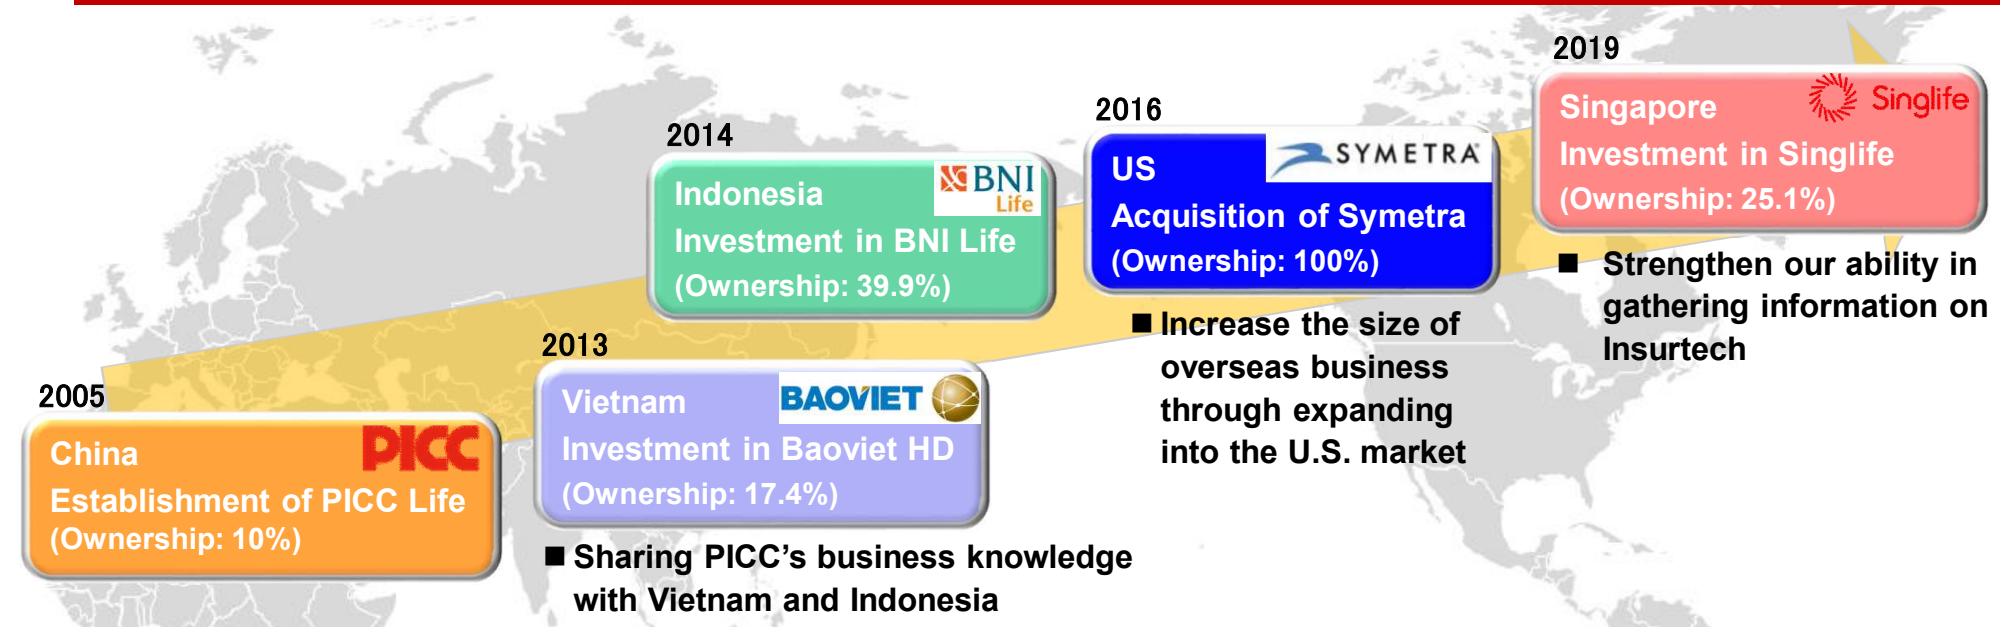 2005
China
PICC
Establishment of PICC Life
(Ownership: 10%)
2013
Vietnam
BAOVIET
Investment in Baoviet HD
(Ownership: 17.4%)
■ Sharing PICC’s business knowledge
with Vietnam and Indonesia
2014
Indonesia
BNI
Life
Investment in BNI Life
(Ownership: 39.9%)
2016
US
SYMETRA
Acquisition of Symetra
(Ownership: 100%)
■ Increase the size of
overseas business
through expanding
into the U.S. market
2019
Singapore
Singlife
Investment in Singlife
(Ownership: 25.1%)
■ Strengthen our ability in
gathering information on
Insurtech